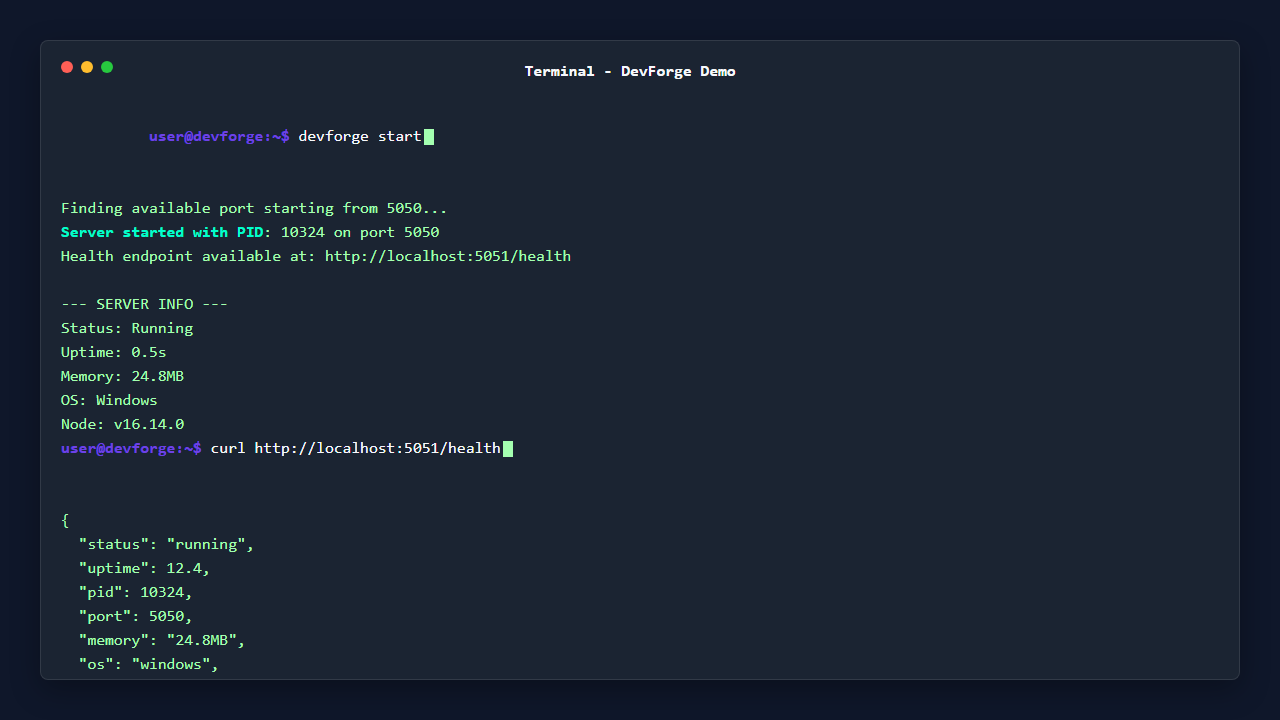 Terminal - DevForge Demo
user@devforge:~$ devforge start
Finding available port starting from 5050...
Server started with PID: 10324 on port 5050
Health endpoint available at: http://localhost:5051/health
--- SERVER INFO ---
Status: Running
Uptime: 0.5s
Memory: 24.8MB
OS: Windows
Node: v16.14.0
user@devforge:~$ curl http://localhost:5051/health
{
  "status": "running",
  "uptime": 12.4,
  "pid": 10324,
  "port": 5050,
  "memory": "24.8MB",
  "os": "windows",